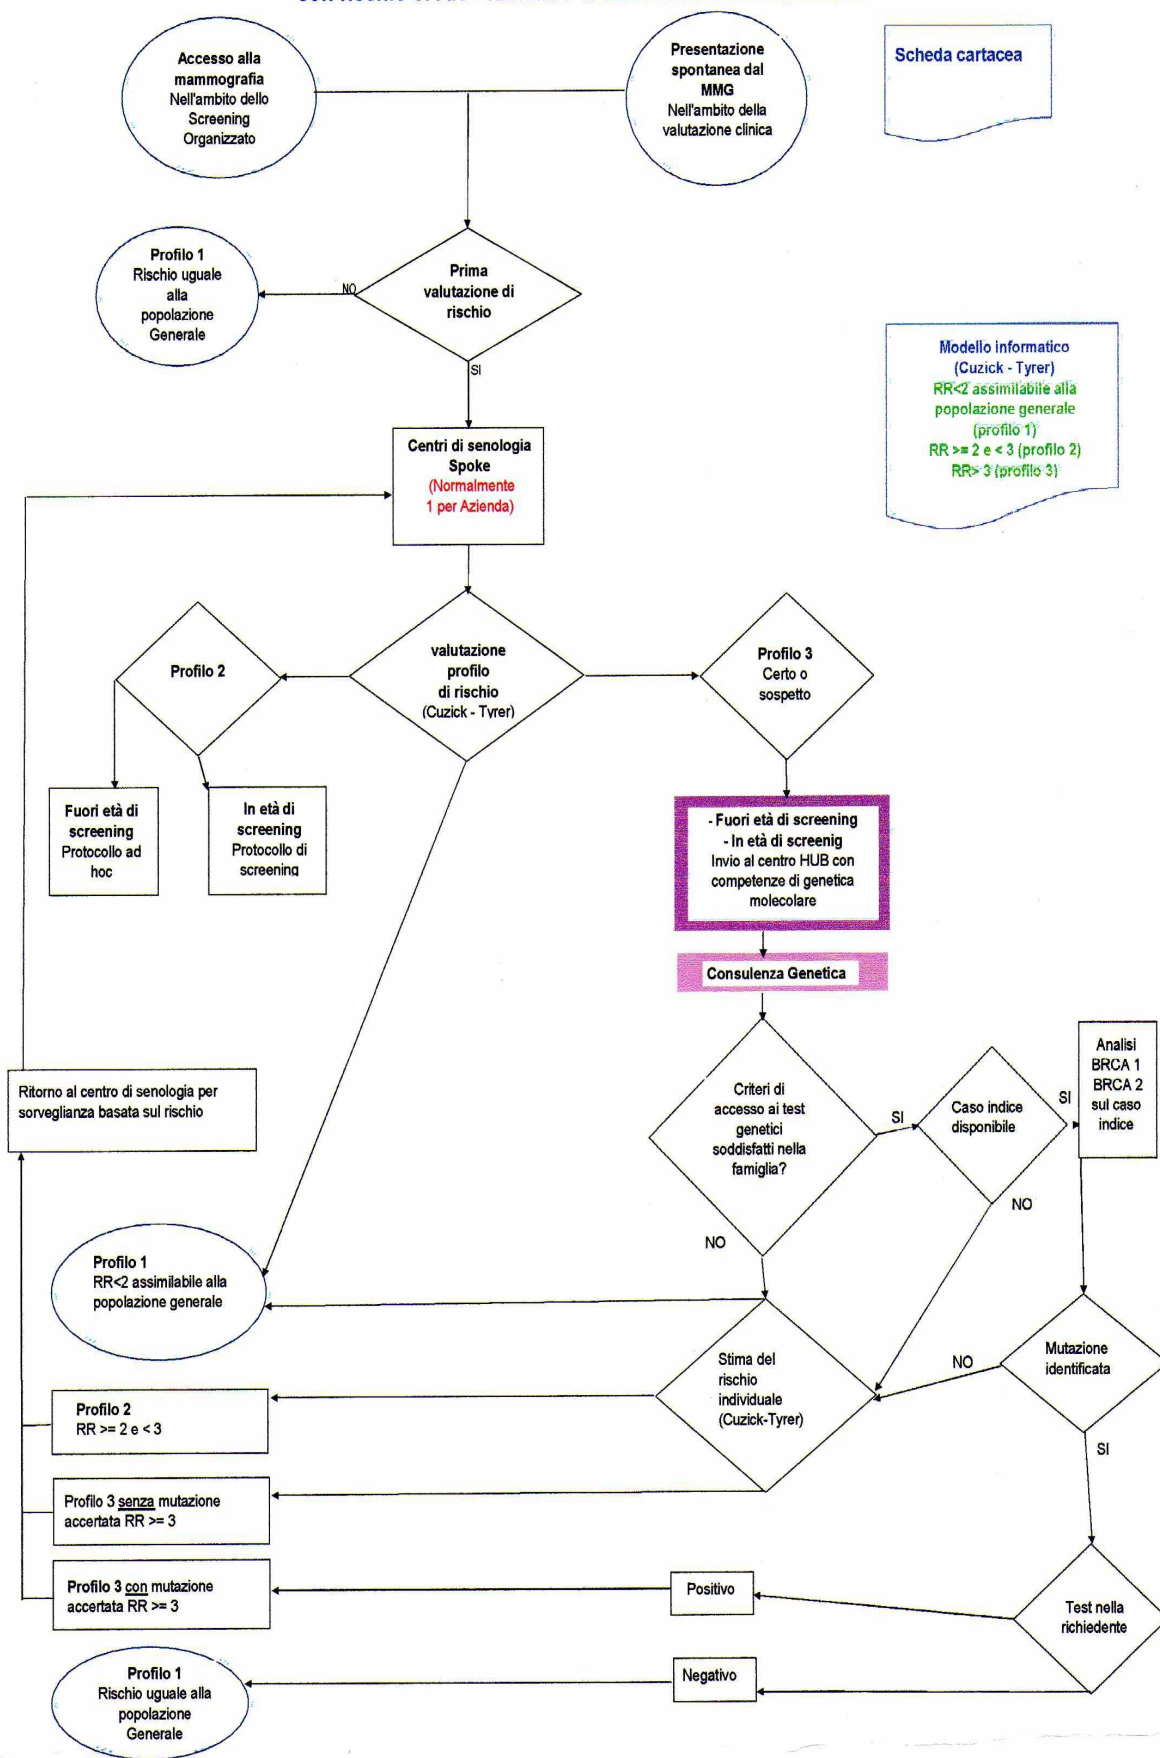 Accesso alla
mammografia
Nell'ambito dello
Screening
Organizzato
Presentazione
spontanea dal
MMG
Nell'ambito della
valutazione clinica
Scheda cartacea
Profilo 1
Rischio uguale
alla
popolazione
Generale
NO
Prima
valutazione di
rischio
SI
Modello informatico
(Cuzick - Tyrer)
RR<2 assimilabile alla
popolazione generale
(profilo 1)
RR >= 2 e < 3 (profilo 2)
RR> 3 (profilo 3)
Centri di senologia
Spoke
(Normalmente
1 per Azienda)
Profilo 2
valutazione
profilo
di rischio
(Cuzick - Tyrer)
Profilo 3
Certo o
sospetto
Fuori età di
screening
Protocollo ad
hoc
In età di
screening
Protocollo di
screening
- Fuori età di screening
- In età di screenig
Invio al centro HUB con
competenze di genetica
molecolare
Consulenza Genetica
Ritorno al centro di senologia per
sorveglianza basata sul rischio
Criteri di
accesso ai test
genetici
soddisfatti nella
famiglia?
SI
Caso indice
disponibile
SI
Analisi
BRCA 1
BRCA 2
sul caso
indice
NO
NO
Profilo 1
RR<2 assimilabile alla
popolazione generale
Stima del
rischio
individuale
(Cuzick-Tyrer)
NO
Mutazione
identificata
SI
Profilo 2
RR >= 2 e < 3
Profilo 3 senza mutazione
accertata RR >= 3
Profilo 3 con mutazione
accertata RR >= 3
Positivo
Test nella
richiedente
Profilo 1
Rischio uguale alla
popolazione
Generale
Negativo